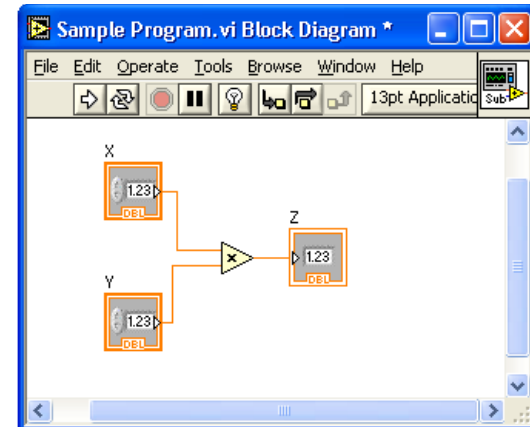 Sample Program.vi Block Diagram *
File Edit Operate Tools Browse Window Help
13pt Applicatic
Sub
X
1.23
DBL
Z
1.23
DBL
Y
1.23
DBL